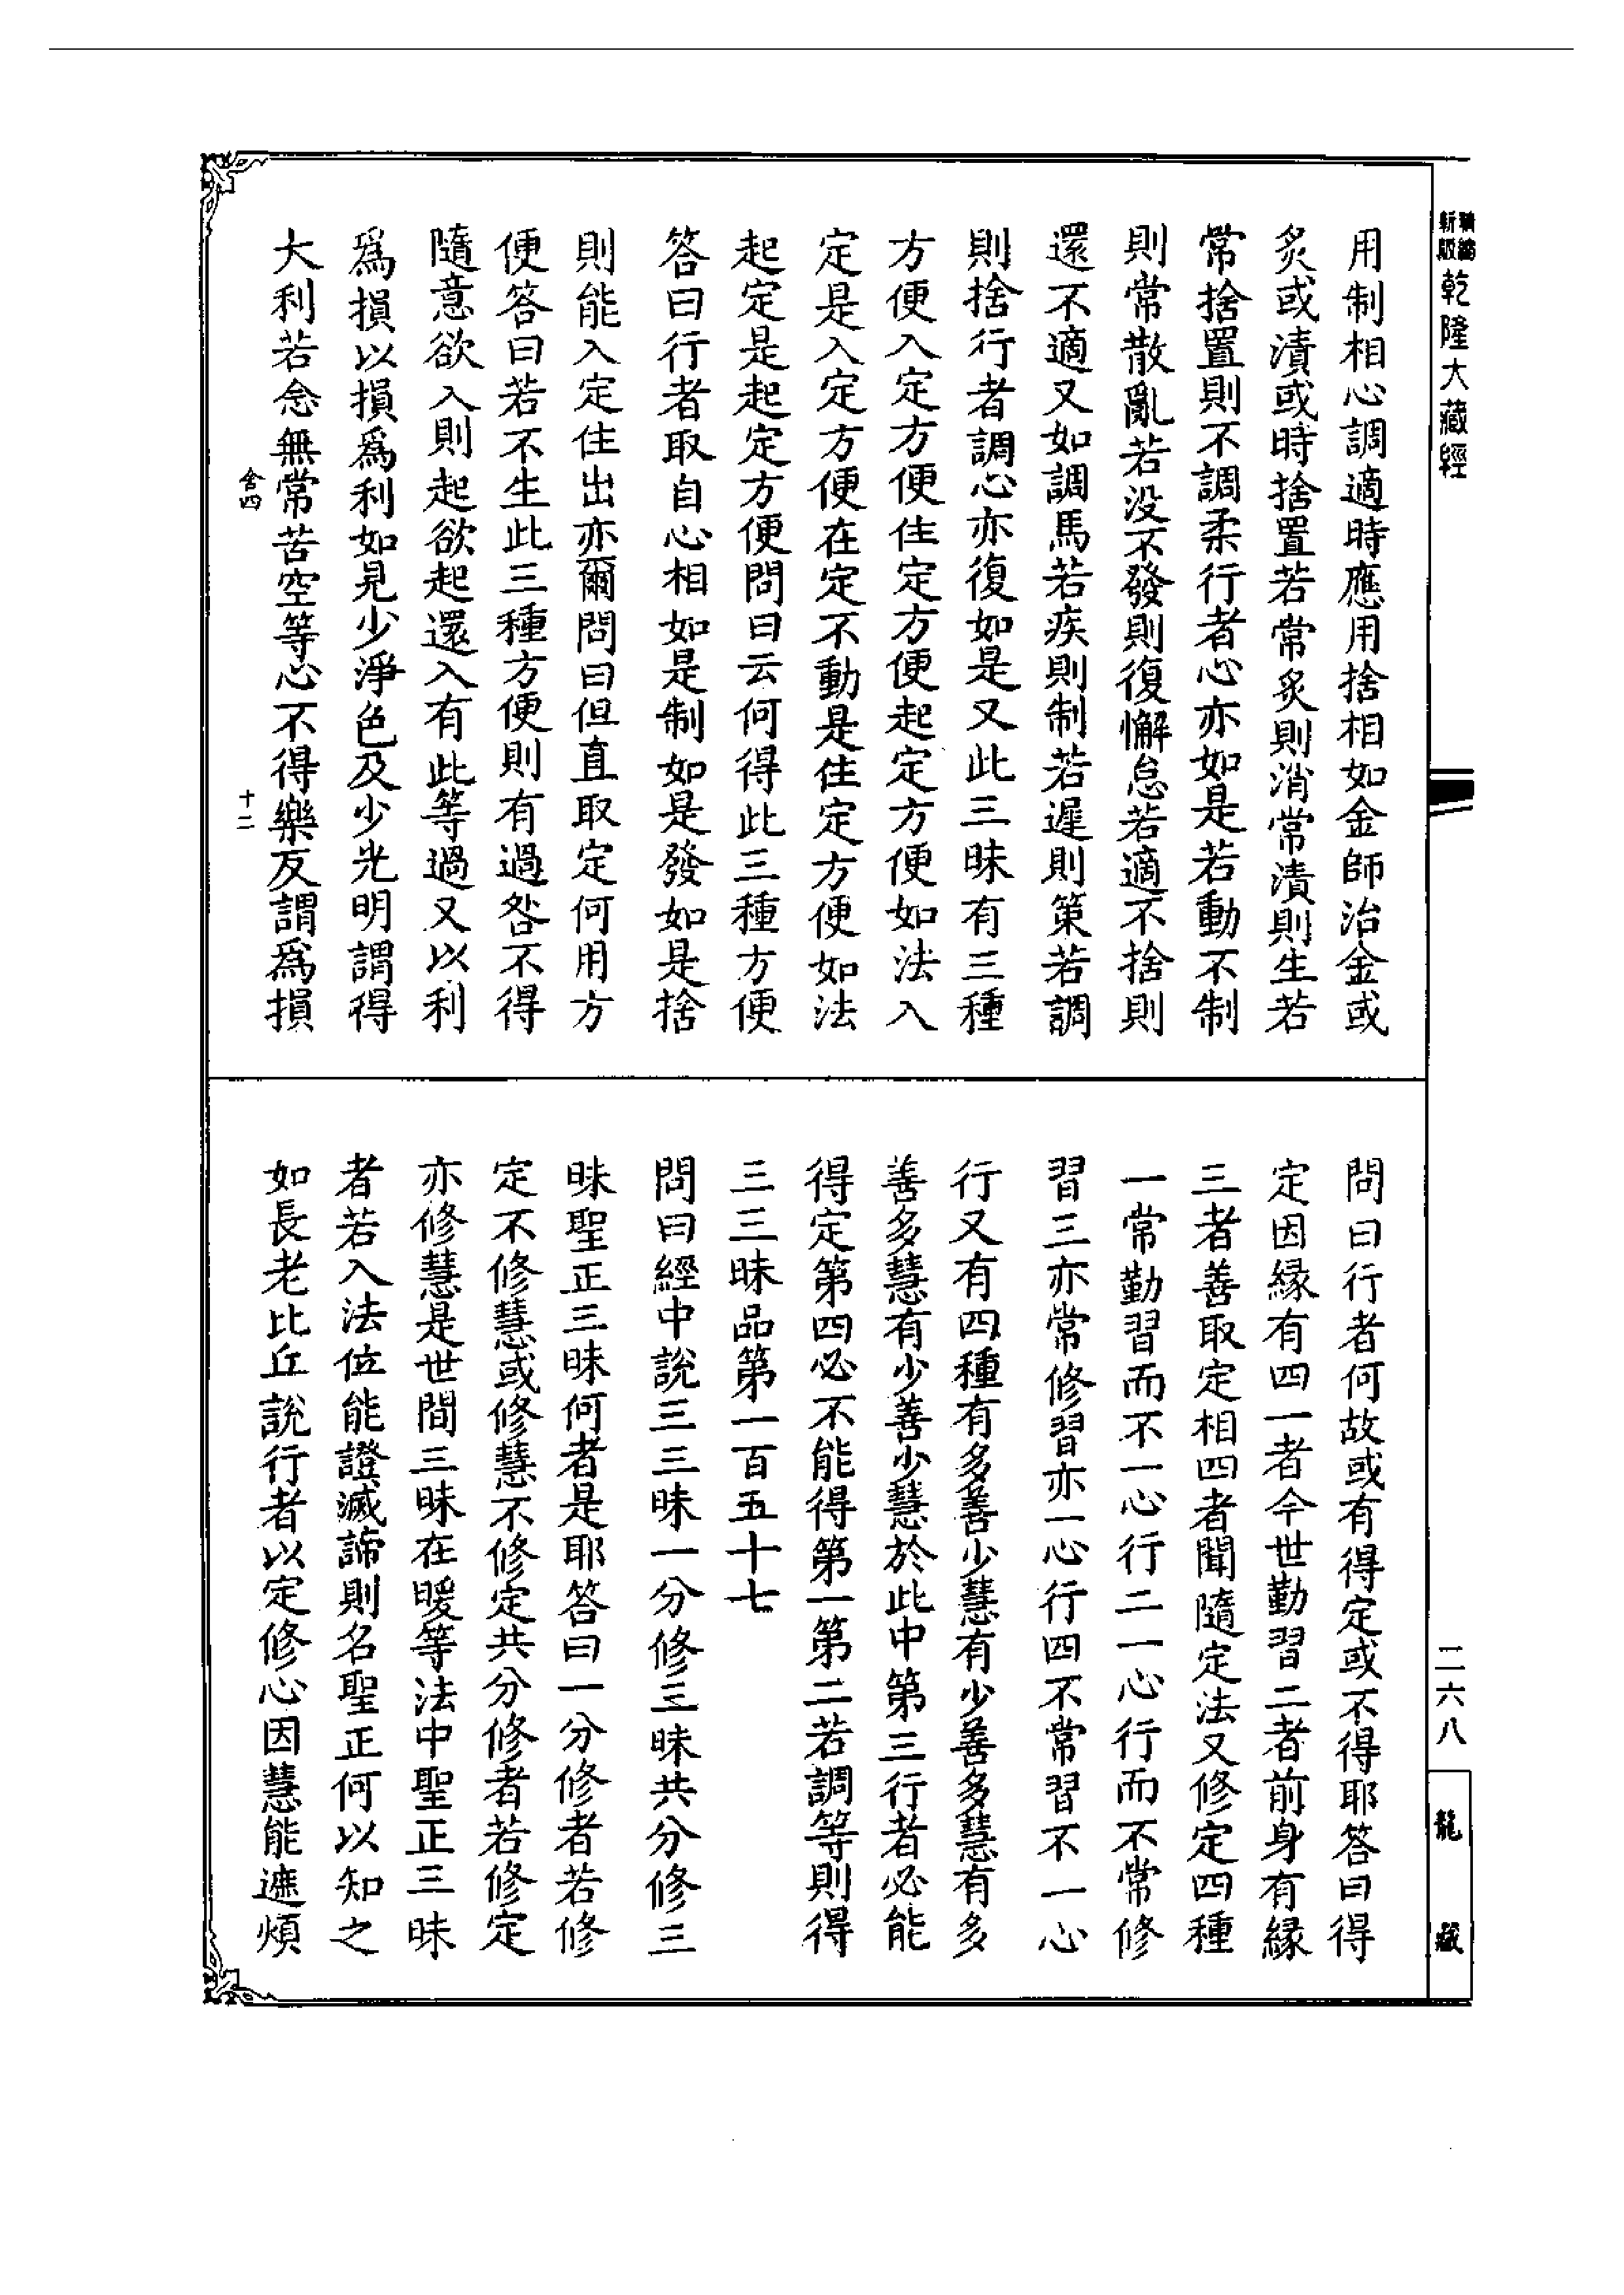 新版
精縮
乾隆大藏經
二六八
龍藏
用制相心調適時應用捨相如金師治金或
炙或漬或時捨置若常炙則消常漬則生若
常捨置則不調柔行者心亦如是若動不制
則常散亂若没不發則復懈怠若適不捨則
還不適又如調馬若疾則制若遲則策若調
則捨行者調心亦復如是又此三昧有三種
方便入定方便住定方便起定方便如法入
定是入定方便在定不動是住定方便如法
起定是起定方便問曰云何得此三種方便
答曰行者取自心相如是制如是發如是捨
則能入定住出亦爾問曰但直取定何用方
便答曰若不生此三種方便則有過咎不得
隨意欲入則起欲起還入有此等過又以利
爲損以損爲利如見少淨色及少光明謂得
大利若念無常苦空等心不得樂反謂爲損
舍四
十二
問曰行者何故或有得定或不得耶答曰得
定因縁有四一者今世勤習二者前身有縁
三者善取定相四者聞隨定法又修定四種
一常勤習而不一心行二一心行而不常修
習三亦常修習亦一心行四不常習不一心
行又有四種有多善少慧有少善多慧有多
善多慧有少善少慧於此中第三行者必能
得定第四必不能得第一第二若調等則得
三三昧品第一百五十七
問曰經中說三三昧一分修三昧共分修三
昧聖正三昧何者是耶答曰一分修者若修
定不修慧或修慧不修定共分修者若修定
亦修慧是世間三昧在暖等法中聖正三昧
者若入法位能證滅諦則名聖正何以知之
如長老比丘說行者以定修心因慧能遮煩